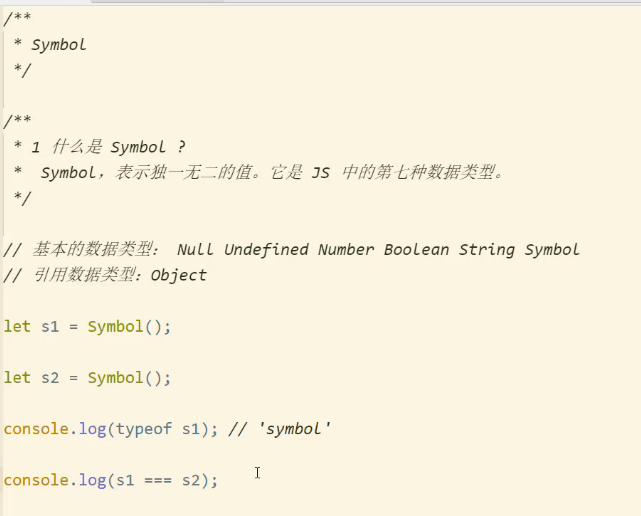 /**
 * Symbol
 */
/**
 * 1 什么是 Symbol ?
 *  Symbol，表示独一无二的值。它是 JS 中的第七种数据类型。
 */
// 基本的数据类型： Null Undefined Number Boolean String Symbol
// 引用数据类型：Object
let s1 = Symbol();
let s2 = Symbol();
console.log(typeof s1); // 'symbol'
console.log(s1 === s2);